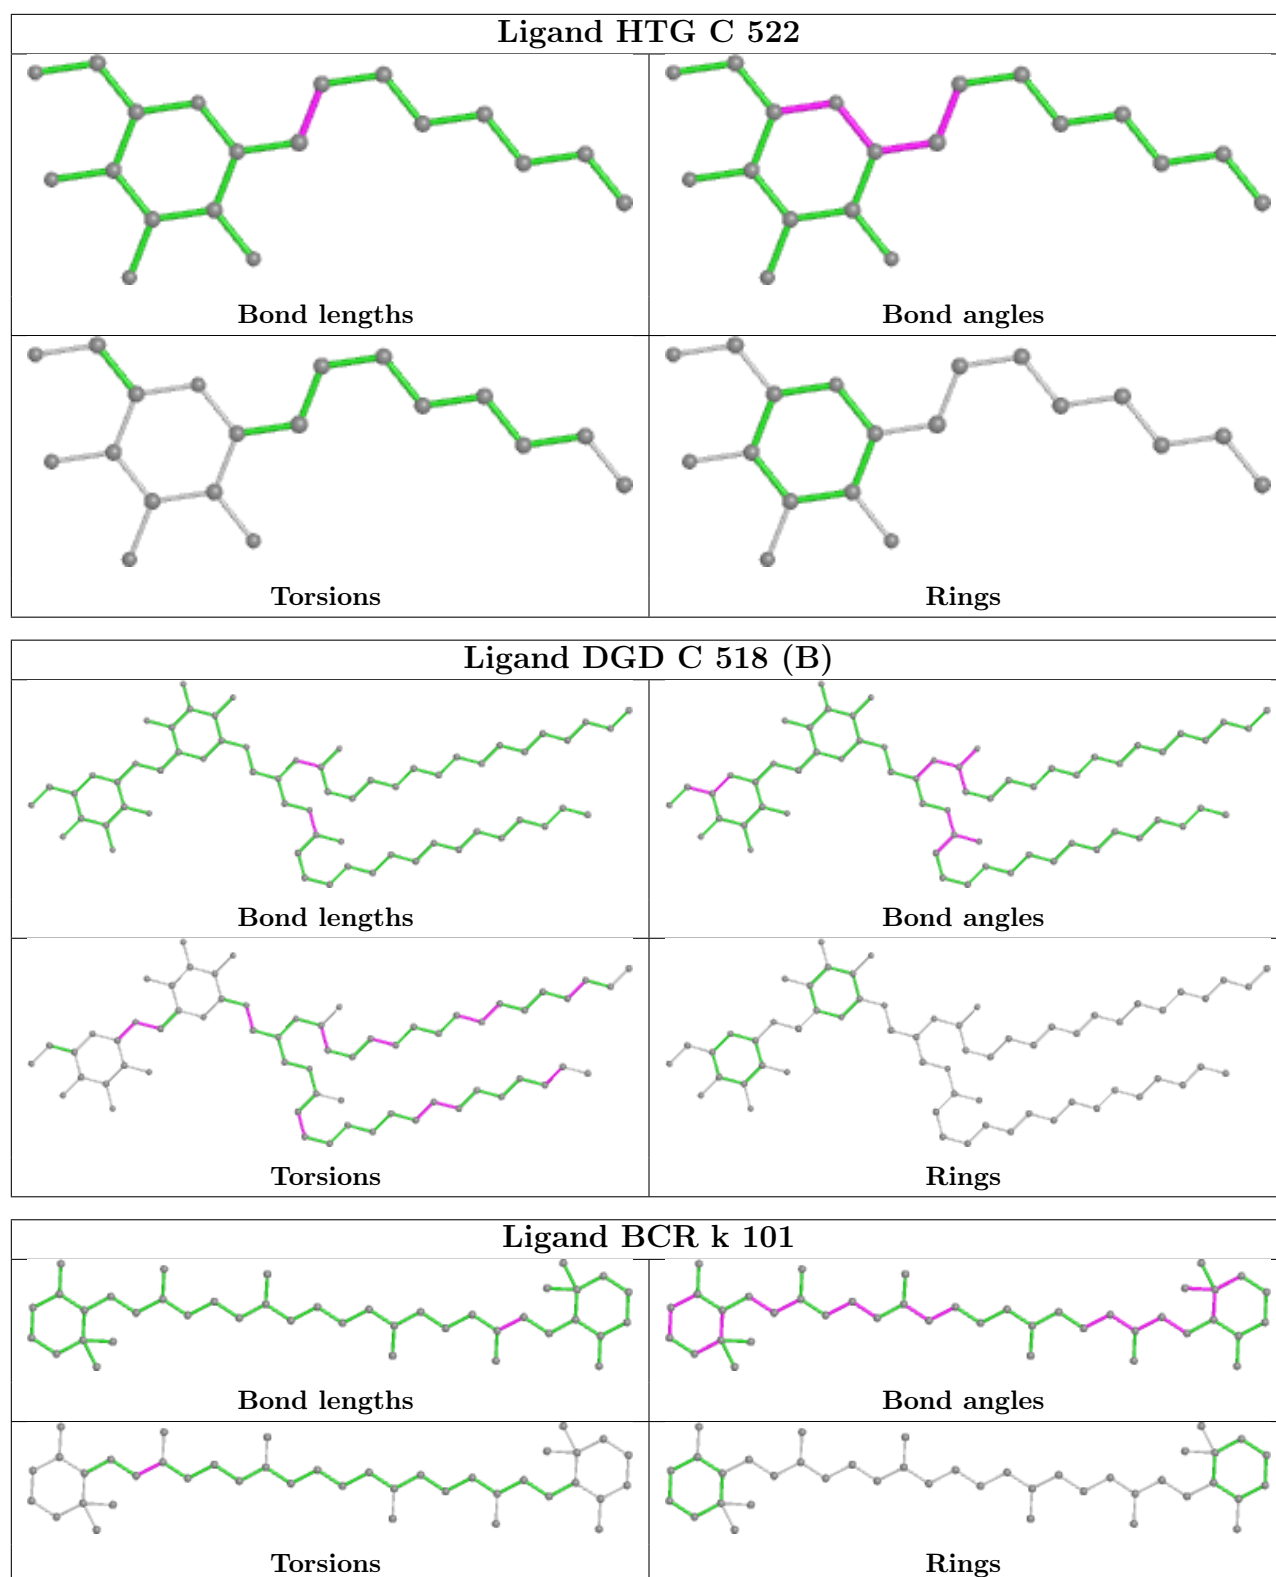 Ligand HTG C 522
Bond lengths
Bond angles
Torsions
Rings
Ligand DGD C 518 (B)
Bond lengths
Bond angles
Torsions
Rings
Ligand BCR k 101
Bond lengths
Bond angles
Torsions
Rings